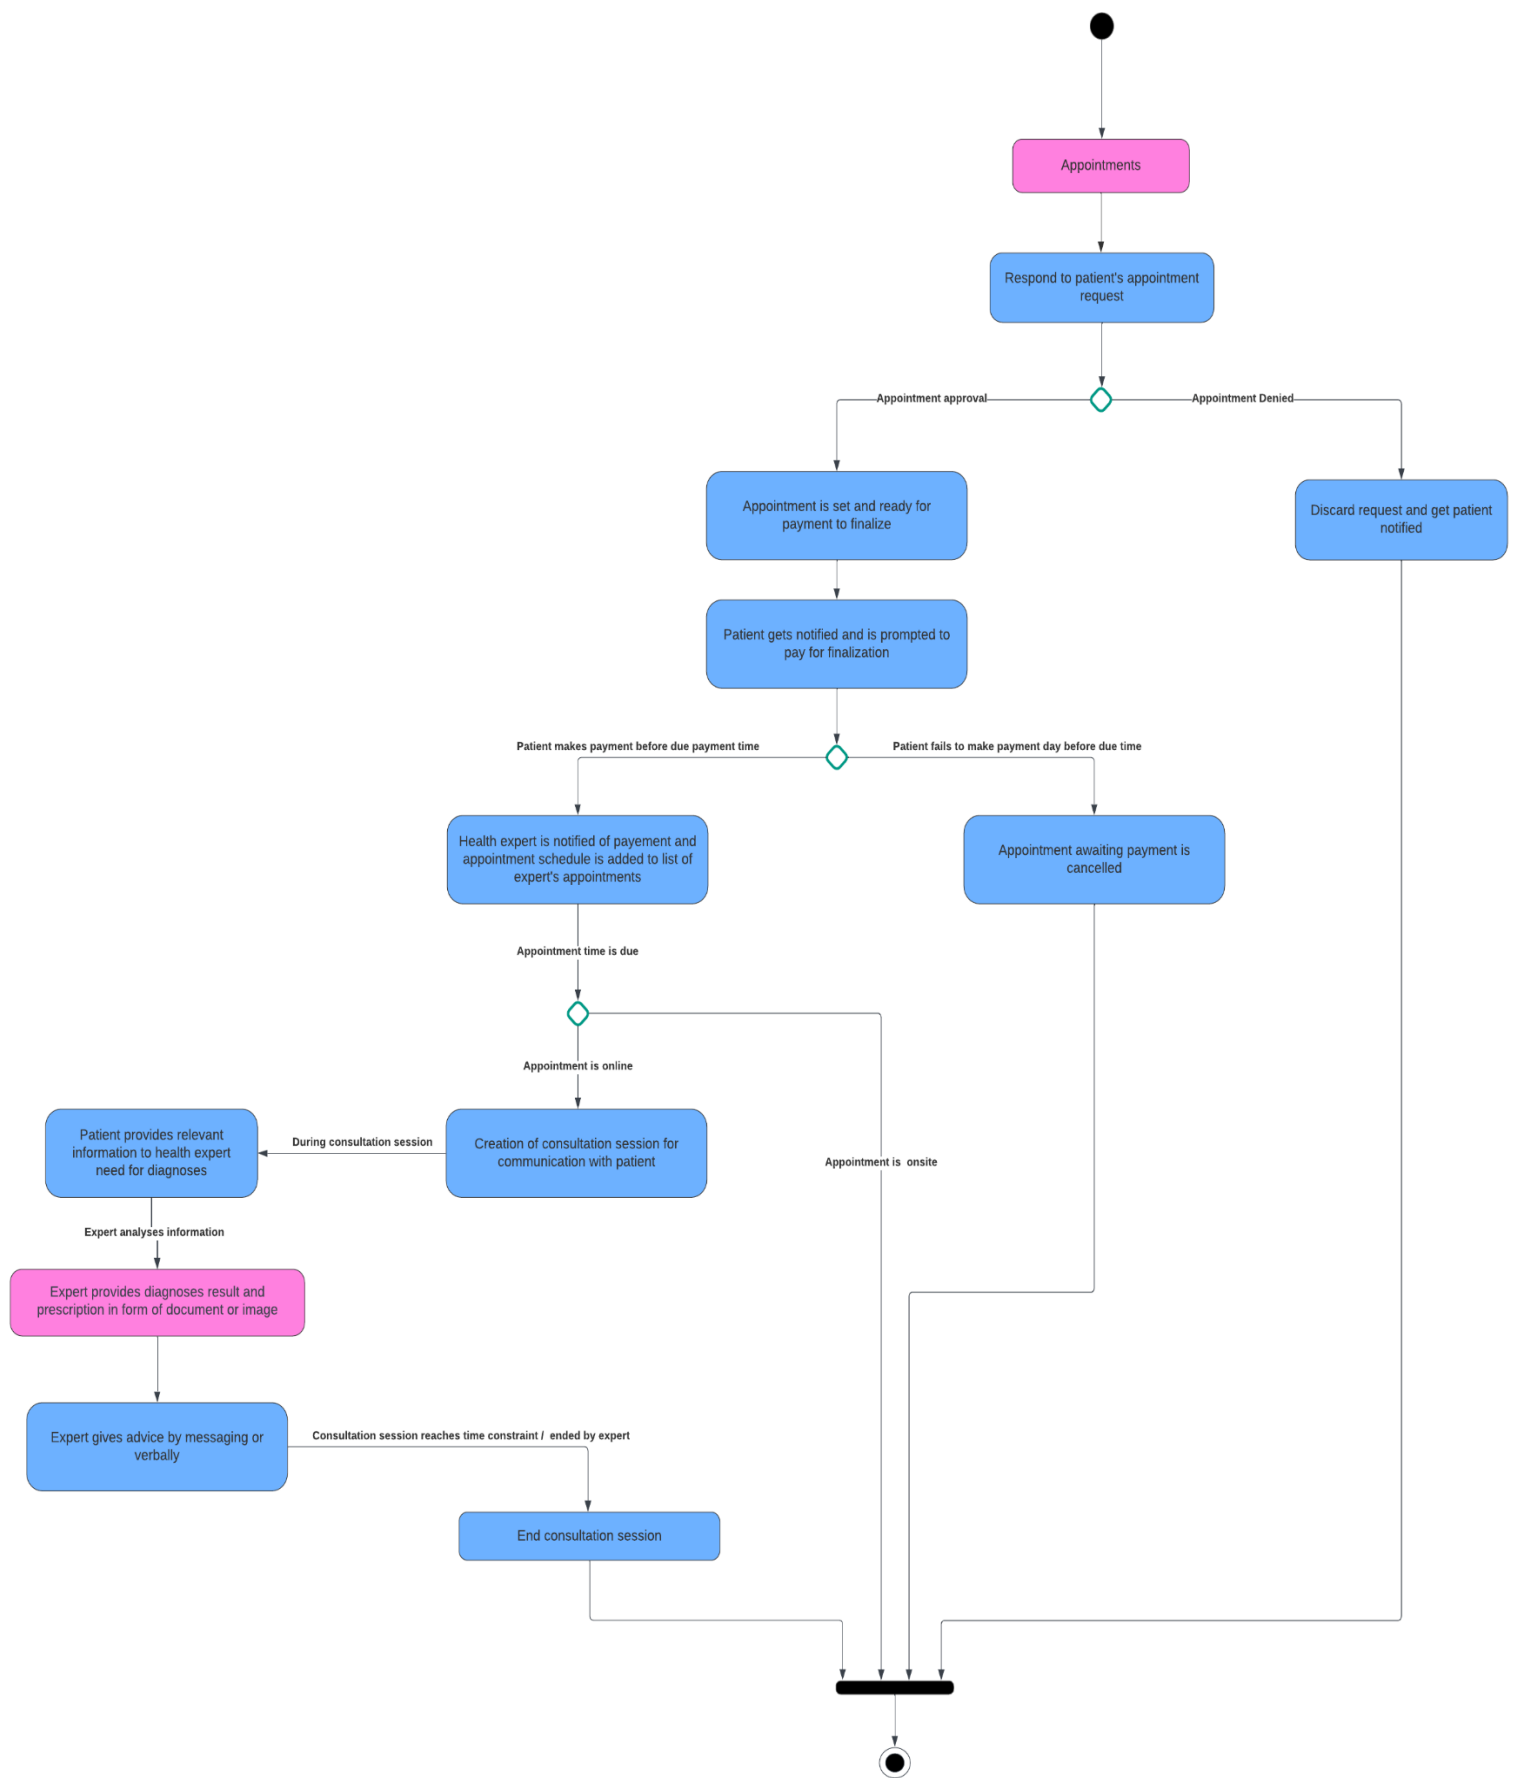 Appointments
Respond to patient's appointment
request
Appointment approval
Appointment Denied
Appointment is set and ready for
payment to finalize
Discard request and get patient
notified
Patient gets notified and is prompted to
pay for finalization
Patient makes payment before due payment time
Patient fails to make payment day before due time
Health expert is notified of payement and
appointment schedule is added to list of
expert's appointments
Appointment awaiting payment is
cancelled
Appointment time is due
Appointment is online
Patient provides relevant
information to health expert
need for diagnoses
During consultation session
Creation of consultation session for
communication with patient
Appointment is  onsite
Expert analyses information
Expert provides diagnoses result and
prescription in form of document or image
Expert gives advice by messaging or
verbally
Consultation session reaches time constraint /  ended by expert
End consultation session